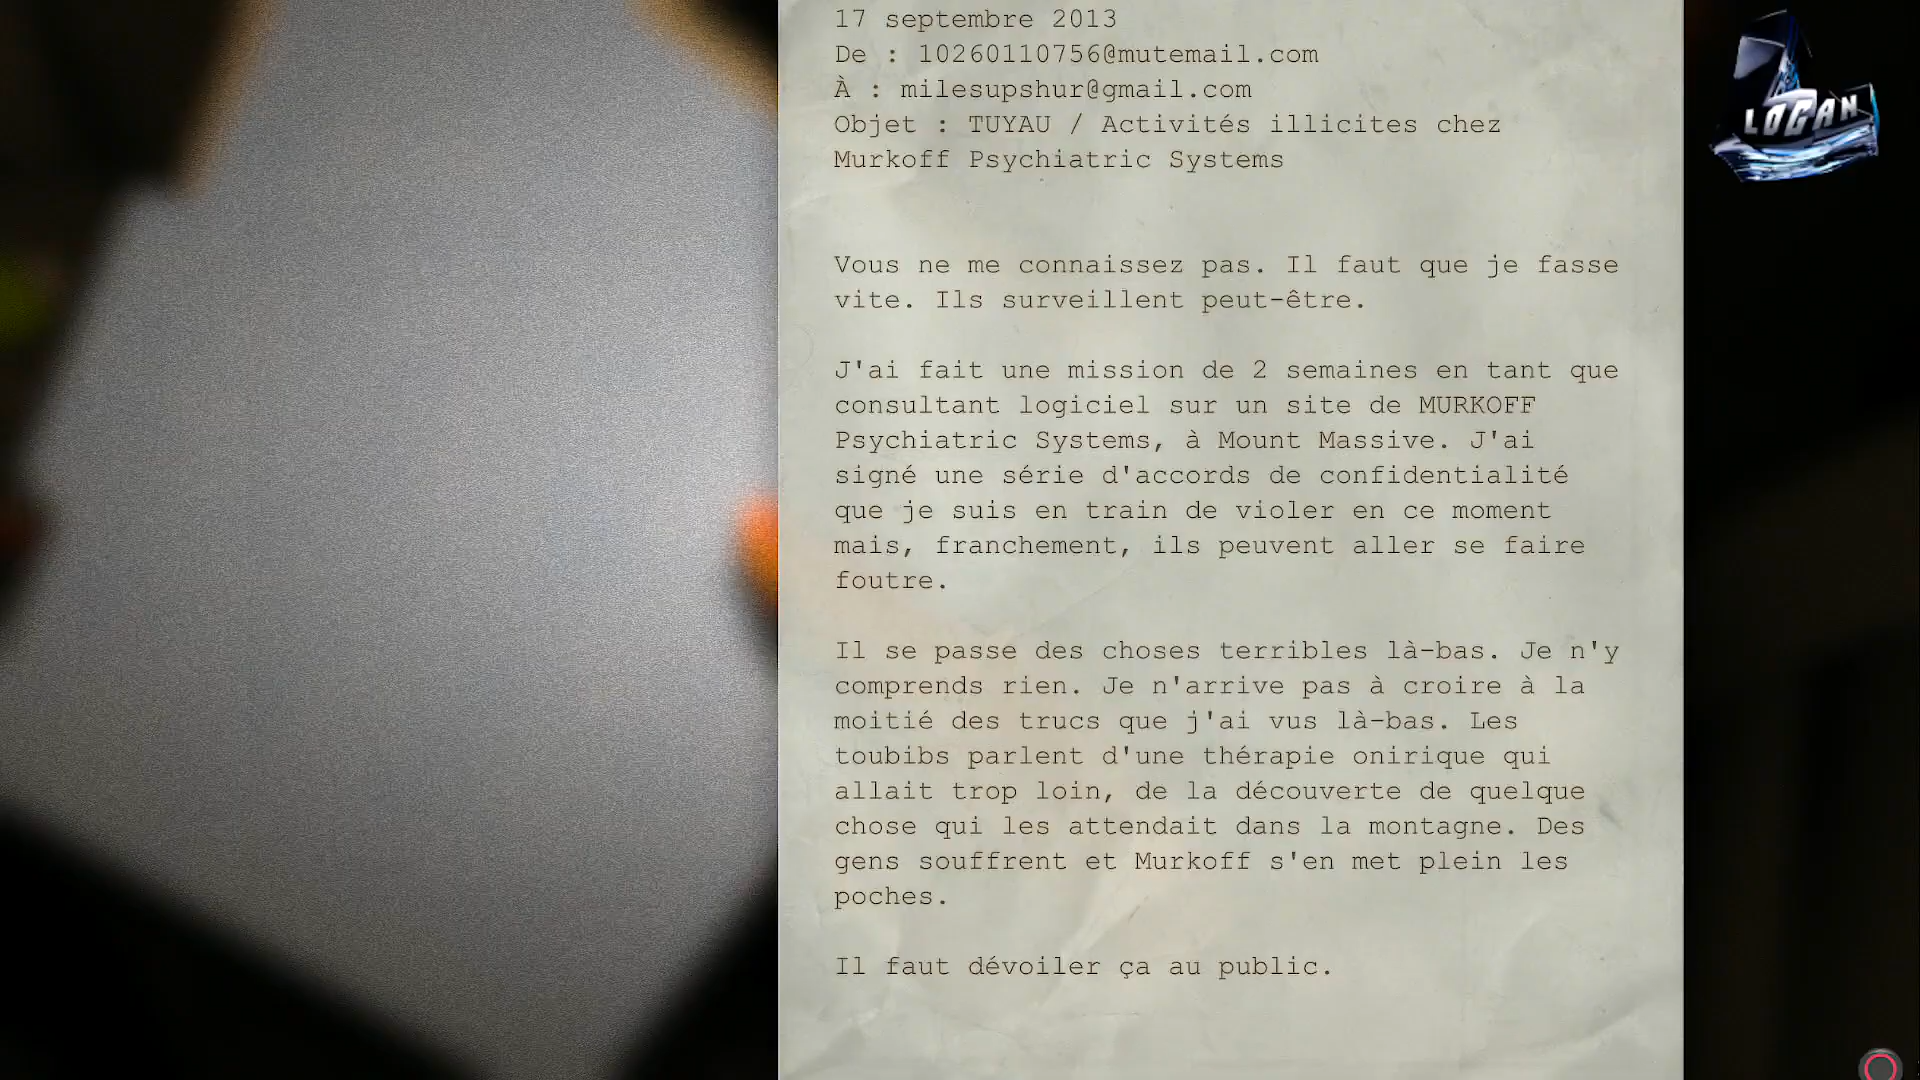 17 septembre 2013
De : 10260110756@mutemail.com
À : milesupshur@gmail.com
Objet : TUYAU / Activités illicites chez
Murkoff Psychiatric Systems
Vous ne me connaissez pas. Il faut que je fasse
vite. Ils surveillent peut-être.
J'ai fait une mission de 2 semaines en tant que
consultant logiciel sur un site de MURKOFF
Psychiatric Systems, à Mount Massive. J'ai
signé une série d'accords de confidentialité
que je suis en train de violer en ce moment
mais, franchement, ils peuvent aller se faire
foutre.
Il se passe des choses terribles là-bas. Je n'y
comprends rien. Je n'arrive pas à croire à la
moitié des trucs que j'ai vus là-bas. Les
toubibs parlent d'une thérapie onirique qui
allait trop loin, de la découverte de quelque
chose qui les attendait dans la montagne. Des
gens souffrent et Murkoff s'en met plein les
poches.
Il faut dévoiler ça au public.
LOGAN